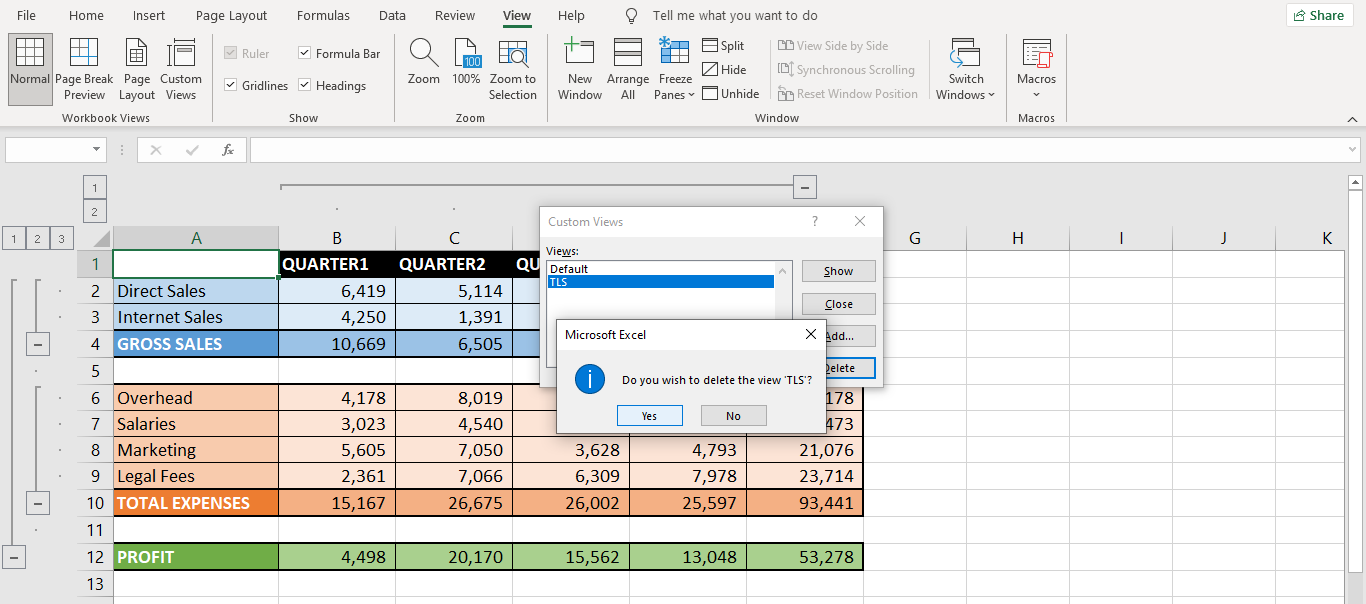 File Home Insert Page Layout Formulas Data Review View Help Tell me what you want to do Share
Normal
Page Break Preview
Page Layout
Custom Views
Workbook Views
Ruler
Formula Bar
Gridlines
Headings
Show
Zoom
100
100%
Zoom to Selection
Zoom
New Window
Arrange All
Freeze Panes
Split
Hide
Unhide
View Side by Side
Synchronous Scrolling
Reset Window Position
Switch Windows
Window
Macros
Macros
fx
1
2
1 2 3
A B C G H I J K
1 QUARTER1 QUARTER2 QU
2 Direct Sales 6,419 5,114
3 Internet Sales 4,250 1,391
4 GROSS SALES 10,669 6,505
5
6 Overhead 4,178 8,019 178
7 Salaries 3,023 4,540 473
8 Marketing 5,605 7,050 3,628 4,793 21,076
9 Legal Fees 2,361 7,066 6,309 7,978 23,714
10 TOTAL EXPENSES 15,167 26,675 26,002 25,597 93,441
11
12 PROFIT 4,498 20,170 15,562 13,048 53,278
13
Custom Views ?
Views:
Default
TLS
Show
Close
Add...
Delete
Microsoft Excel
i
Do you wish to delete the view 'TLS'?
Yes No